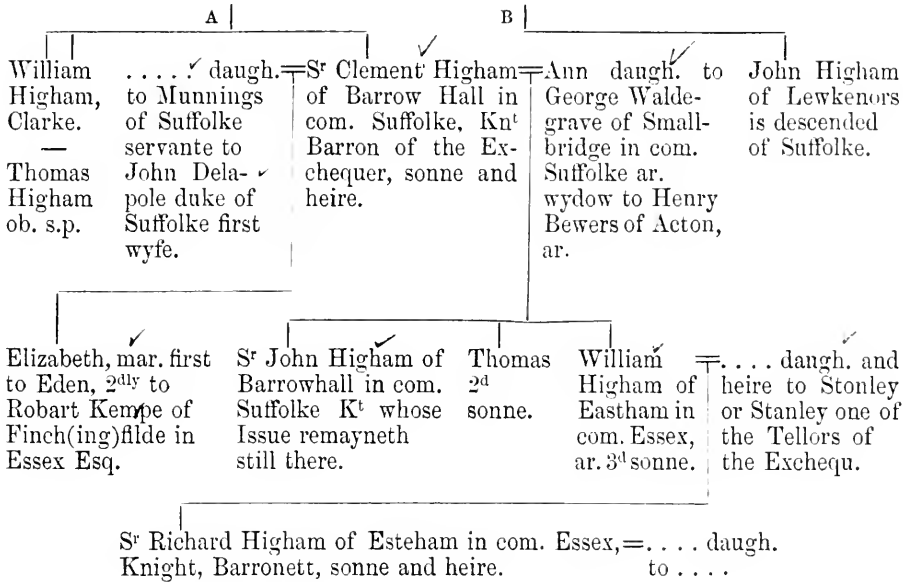 A
B
William
Higham,
Clarke.
—
Thomas
Higham
ob. s.p.
. . . . . daugh.
to Munnings
of Suffolke
servante to
John Dela-
pole duke of
Suffolke first
wyfe.
Sr Clement Higham
of Barrow Hall in
com. Suffolke, Knt
Barron of the Ex-
chequer, sonne and
heire.
Ann daugh. to
George Walde-
grave of Small-
bridge in com.
Suffolke ar.
wydow to Henry
Bewers of Acton,
ar.
John Higham
of Lewkenors
is descended
of Suffolke.
Elizabeth, mar. first
to Eden, 2dly to
Robart Kempe of
Finch(ing)filde in
Essex Esq.
Sr John Higham of
Barrowhall in com.
Suffolke Kt whose
Issue remayneth
still there.
Thomas
2d
sonne.
William
Higham of
Eastham in
com. Essex,
ar. 3d sonne.
. . . . daugh. and
heire to Stonley
or Stanley one of
the Tellors of
the Exchequ.
Sr Richard Higham of Esteham in com. Essex,=. . . . daugh.
Knight, Barronett, sonne and heire. to . . . .